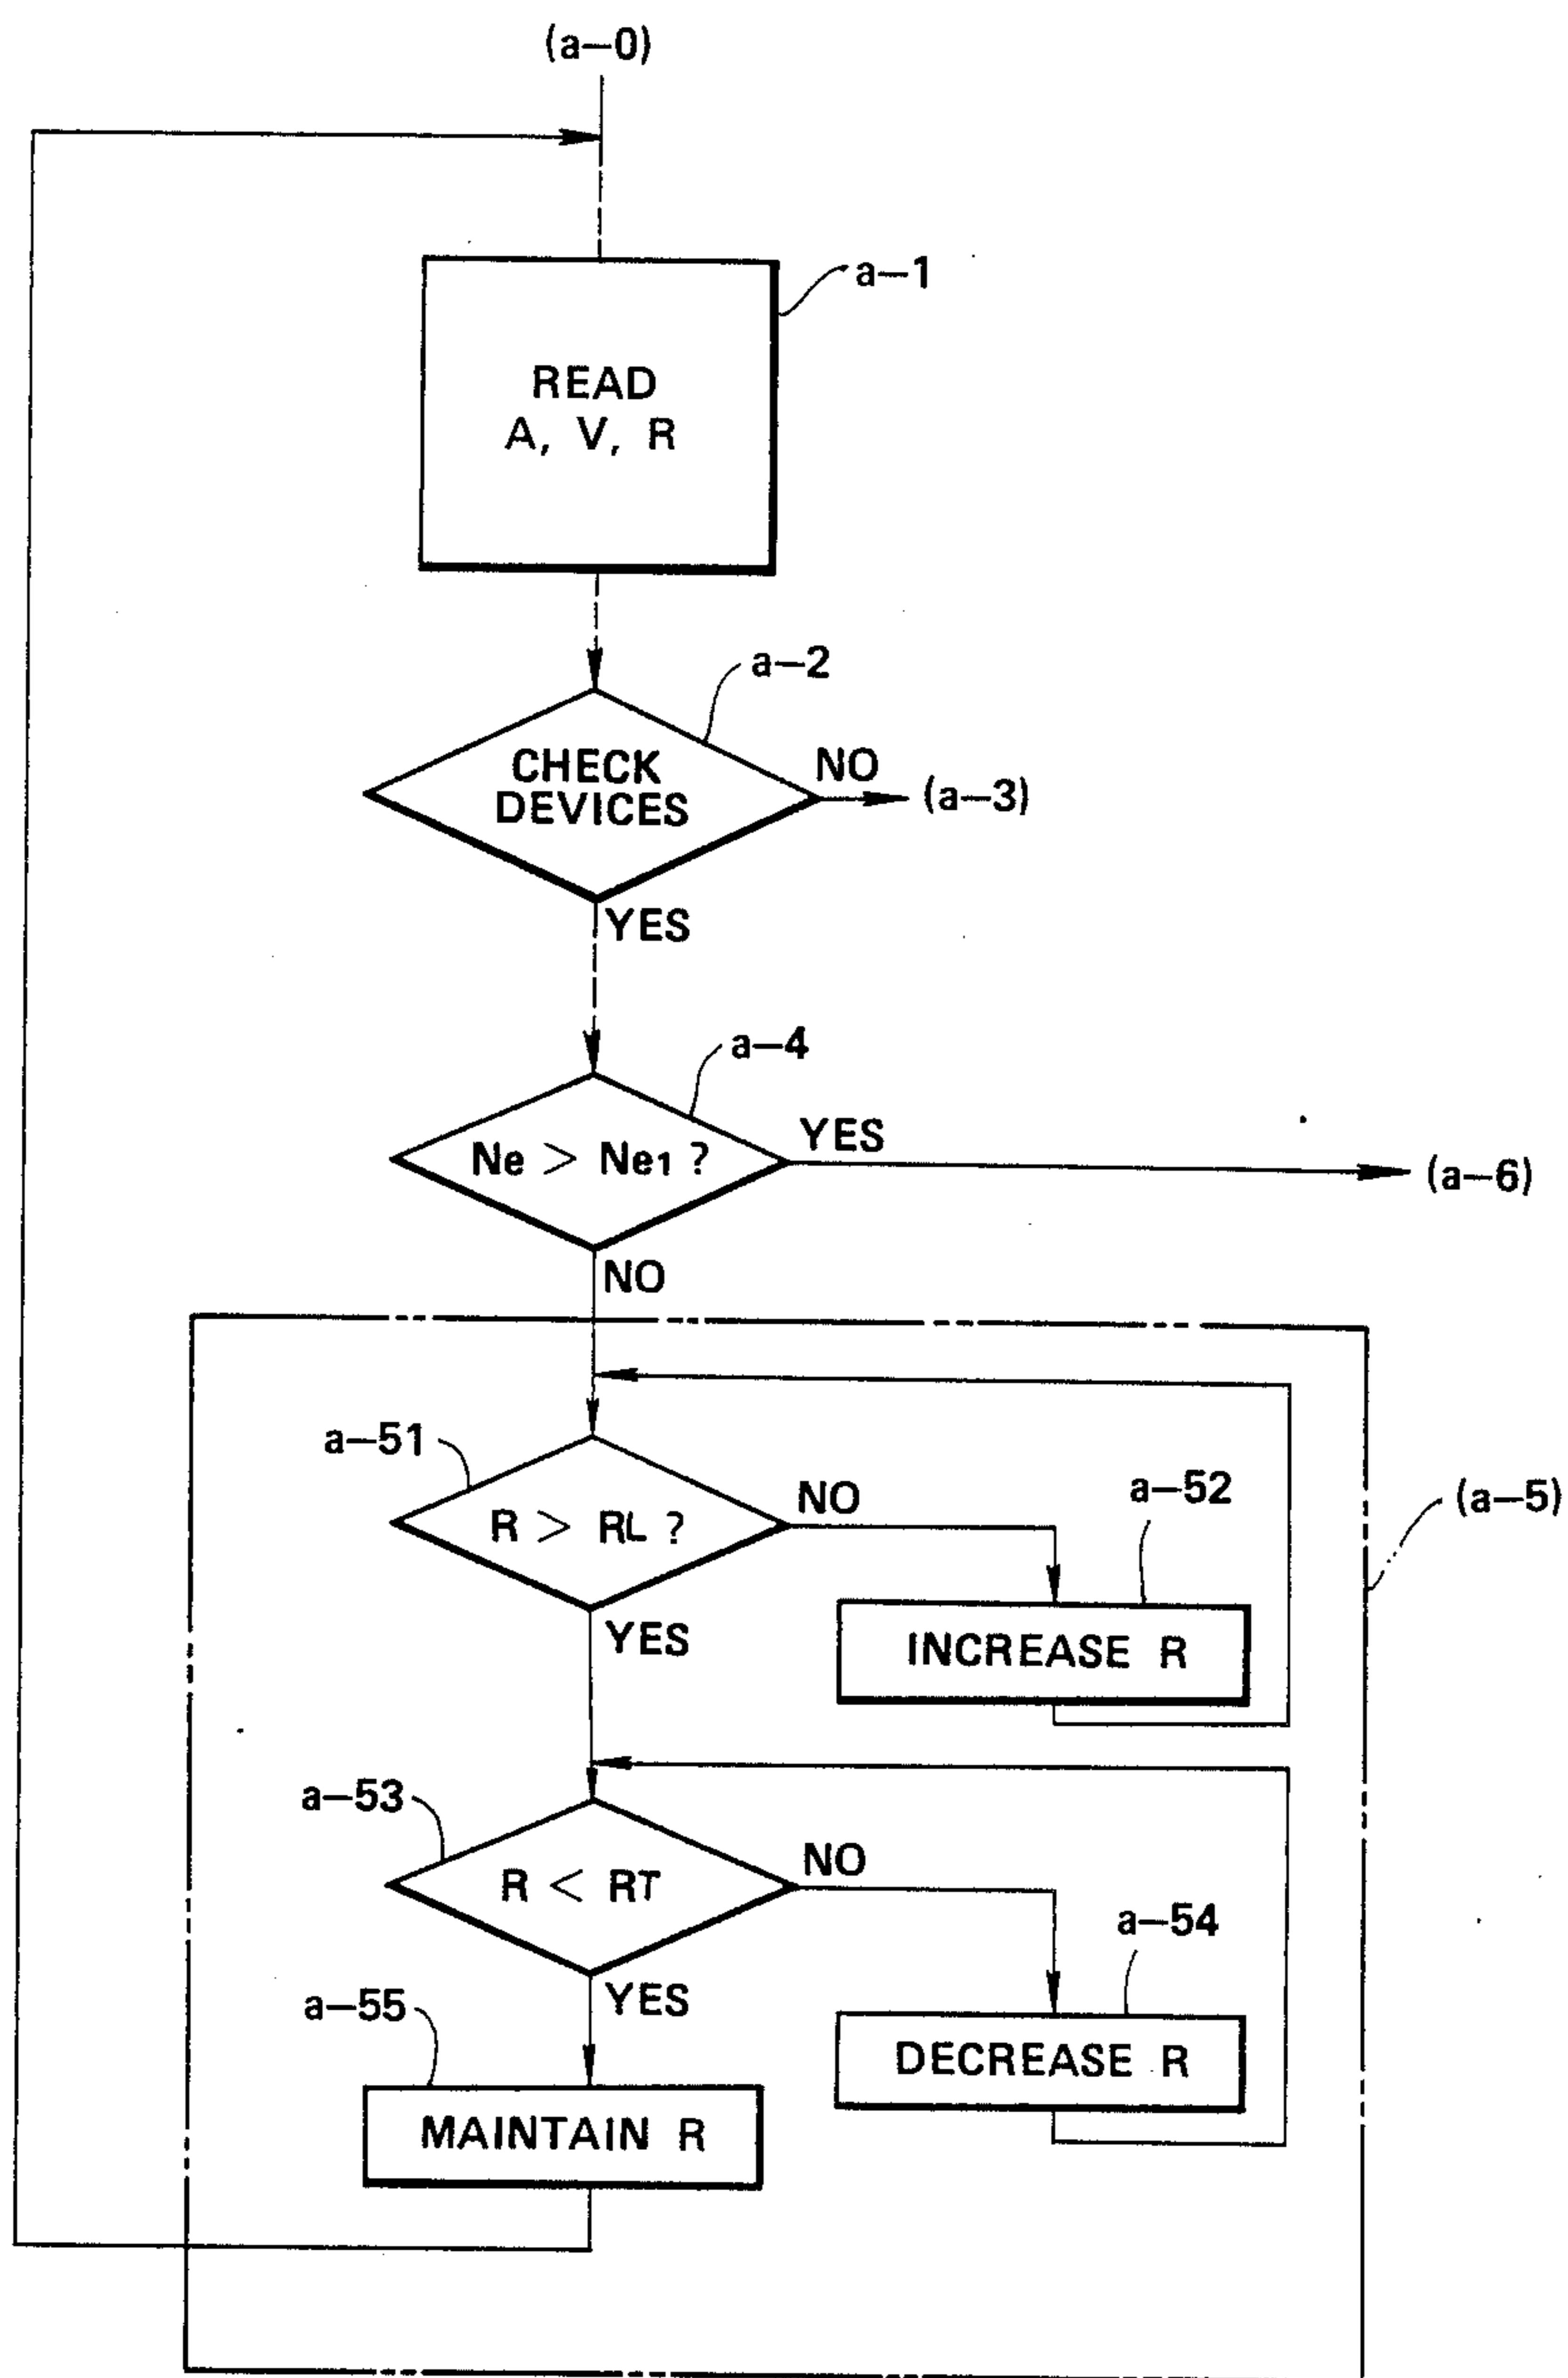 (a—0)
a—1
READ
A, V, R
a—2
CHECK
DEVICES
NO
(a—3)
YES
a—4
Ne > Ne1 ?
YES
(a—6)
NO
a—51
R > RL ?
NO
a—52
(a—5)
INCREASE R
YES
a—53
R < RT
NO
a—54
YES
a—55
DECREASE R
MAINTAIN R